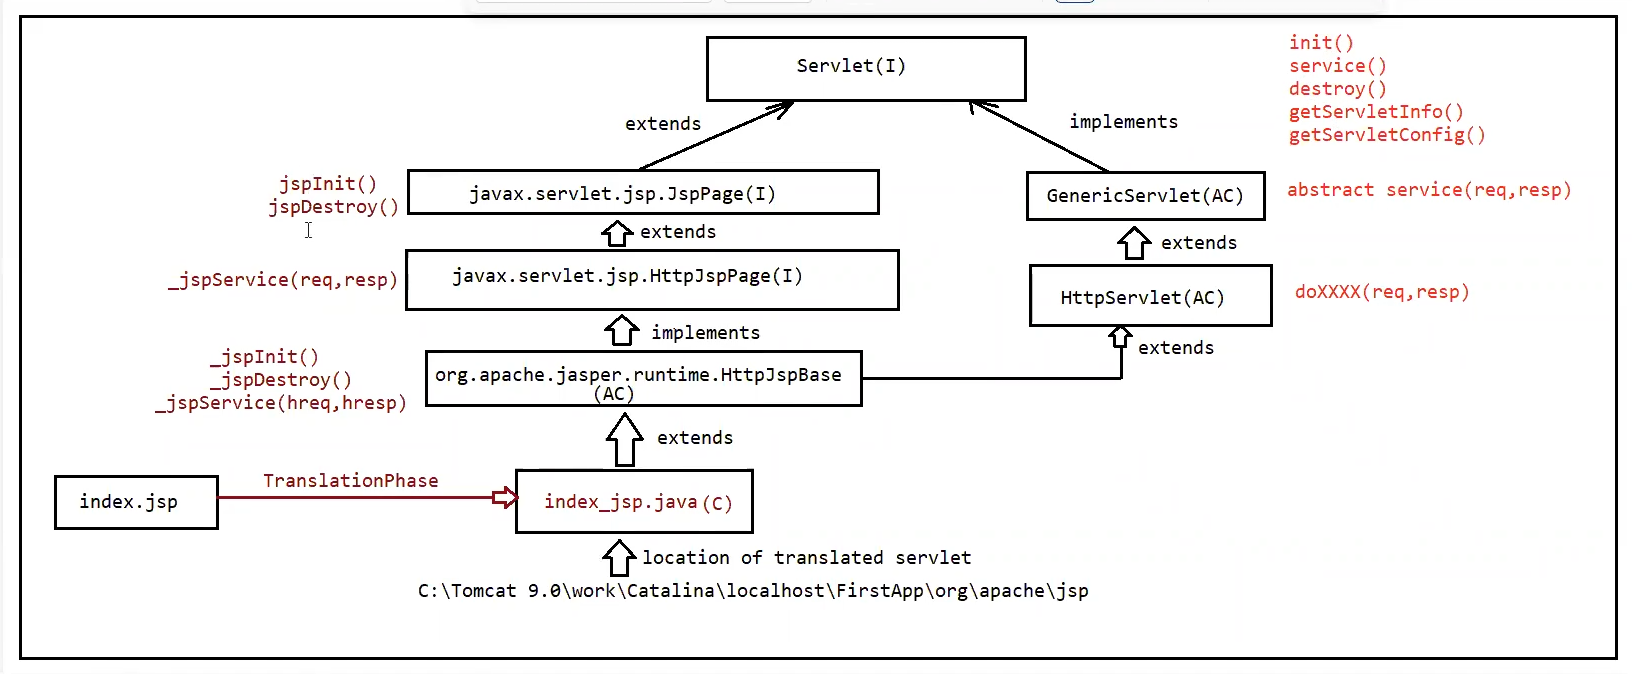 Servlet(I)
init()
service()
destroy()
getServletInfo()
getServletConfig()
extends
implements
jspInit()
jspDestroy()
javax.servlet.jsp.JspPage(I)
GenericServlet(AC)
abstract service(req,resp)
extends
extends
_jspService(req,resp)
javax.servlet.jsp.HttpJspPage(I)
HttpServlet(AC)
doXXXX(req,resp)
implements
extends
_jspInit()
_jspDestroy()
_jspService(hreq,hresp)
org.apache.jasper.runtime.HttpJspBase
(AC)
extends
index.jsp
TranslationPhase
index_jsp.java(C)
location of translated servlet
C:\Tomcat 9.0\work\Catalina\localhost\FirstApp\org\apache\jsp